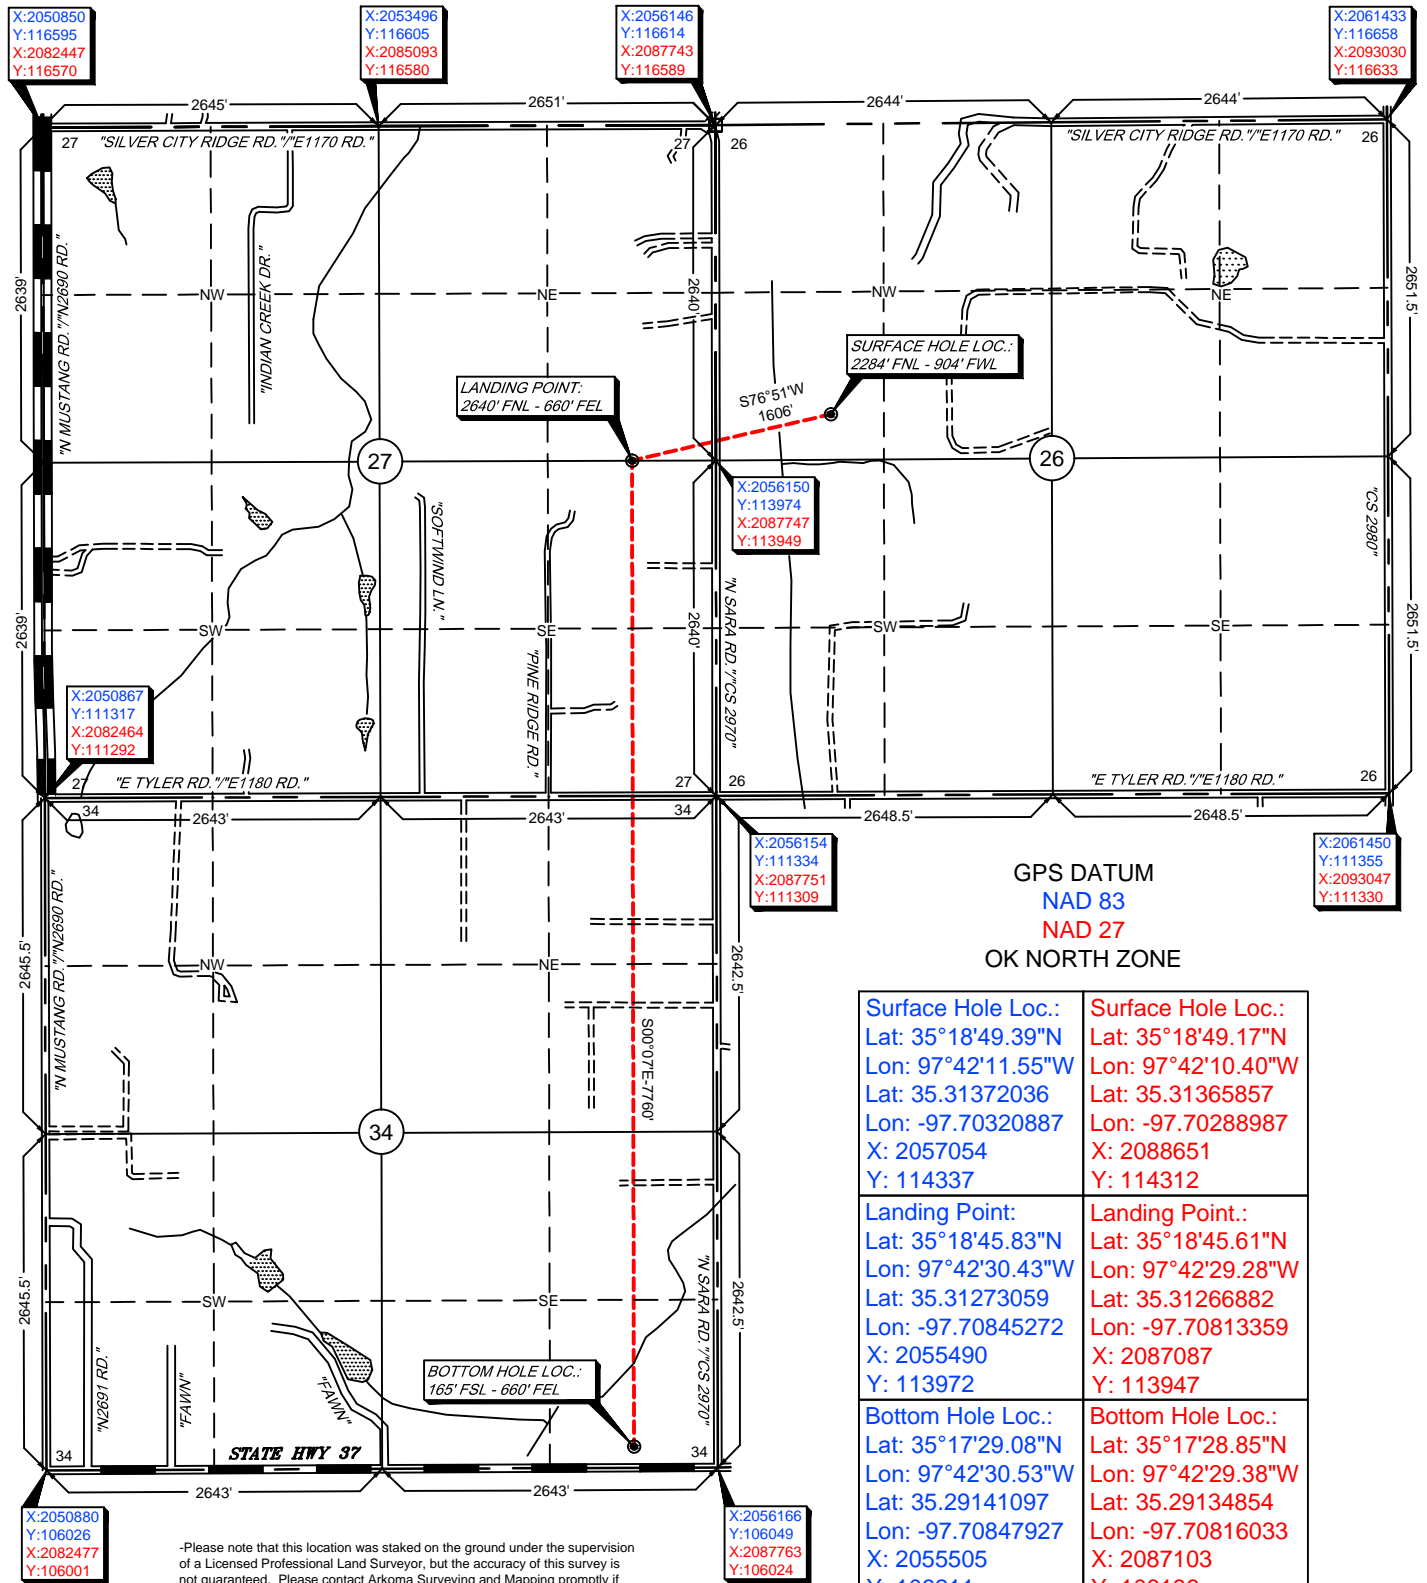 X:2050850
Y:116595
X:2082447
Y:116570
X:2053496
Y:116605
X:2085093
Y:116580
X:2056146
Y:116614
X:2087743
Y:116589
X:2061433
Y:116658
X:2093030
Y:116633
2645'
2651'
2644'
2644'
27
"SILVER CITY RIDGE RD."/"E1170 RD."
27
26
"SILVER CITY RIDGE RD."/"E1170 RD."
26
"N MUSTANG RD."/"N2690 RD."
"INDIAN CREEK DR."
2639'
2640'
2651.5'
NW
NE
NW
NE
SURFACE HOLE LOC.:
2284' FNL - 904' FWL
LANDING POINT:
2640' FNL - 660' FEL
S76°51'W
1606'
27
26
X:2056150
Y:113974
X:2087747
Y:113949
"SOFTWIND LN."
"CS 2980"
2639'
2640'
2651.5'
SW
SE
SW
SE
"PINE RIDGE RD."
"N SARA RD."/"CS 2970"
X:2050867
Y:111317
X:2082464
Y:111292
27
"E TYLER RD."/"E1180 RD."
27
26
"E TYLER RD."/"E1180 RD."
26
34
2643'
2643'
34
2648.5'
2648.5'
X:2056154
Y:111334
X:2087751
Y:111309
X:2061450
Y:111355
X:2093047
Y:111330
GPS DATUM
NAD 83
NAD 27
OK NORTH ZONE
"N MUSTANG RD."/"N2690 RD."
2645.5'
2642.5'
NW
NE
S00°07'E-7760'
34
Surface Hole Loc.:
Lat: 35°18'49.39"N
Lon: 97°42'11.55"W
Lat: 35.31372036
Lon: -97.70320887
X: 2057054
Y: 114337
Surface Hole Loc.:
Lat: 35°18'49.17"N
Lon: 97°42'10.40"W
Lat: 35.31365857
Lon: -97.70288987
X: 2088651
Y: 114312
Landing Point:
Lat: 35°18'45.83"N
Lon: 97°42'30.43"W
Lat: 35.31273059
Lon: -97.70845272
X: 2055490
Y: 113972
Landing Point.:
Lat: 35°18'45.61"N
Lon: 97°42'29.28"W
Lat: 35.31266882
Lon: -97.70813359
X: 2087087
Y: 113947
Bottom Hole Loc.:
Lat: 35°17'29.08"N
Lon: 97°42'30.53"W
Lat: 35.29141097
Lon: -97.70847927
X: 2055505
Bottom Hole Loc.:
Lat: 35°17'28.85"N
Lon: 97°42'29.38"W
Lat: 35.29134854
Lon: -97.70816033
X: 2087103
2645.5'
2642.5'
SW
SE
"N SARA RD."/"CS 2970"
"N2691 RD."
"FAWN"
"FAWN"
BOTTOM HOLE LOC.:
165' FSL - 660' FEL
34
STATE HWY 37
34
2643'
2643'
X:2050880
Y:106026
X:2082477
Y:106001
X:2056166
Y:106049
X:2087763
Y:106024
-Please note that this location was staked on the ground under the supervision
of a Licensed Professional Land Surveyor, but the accuracy of this survey is
not guaranteed. Please contact Arkoma Surveying and Mapping promptly if